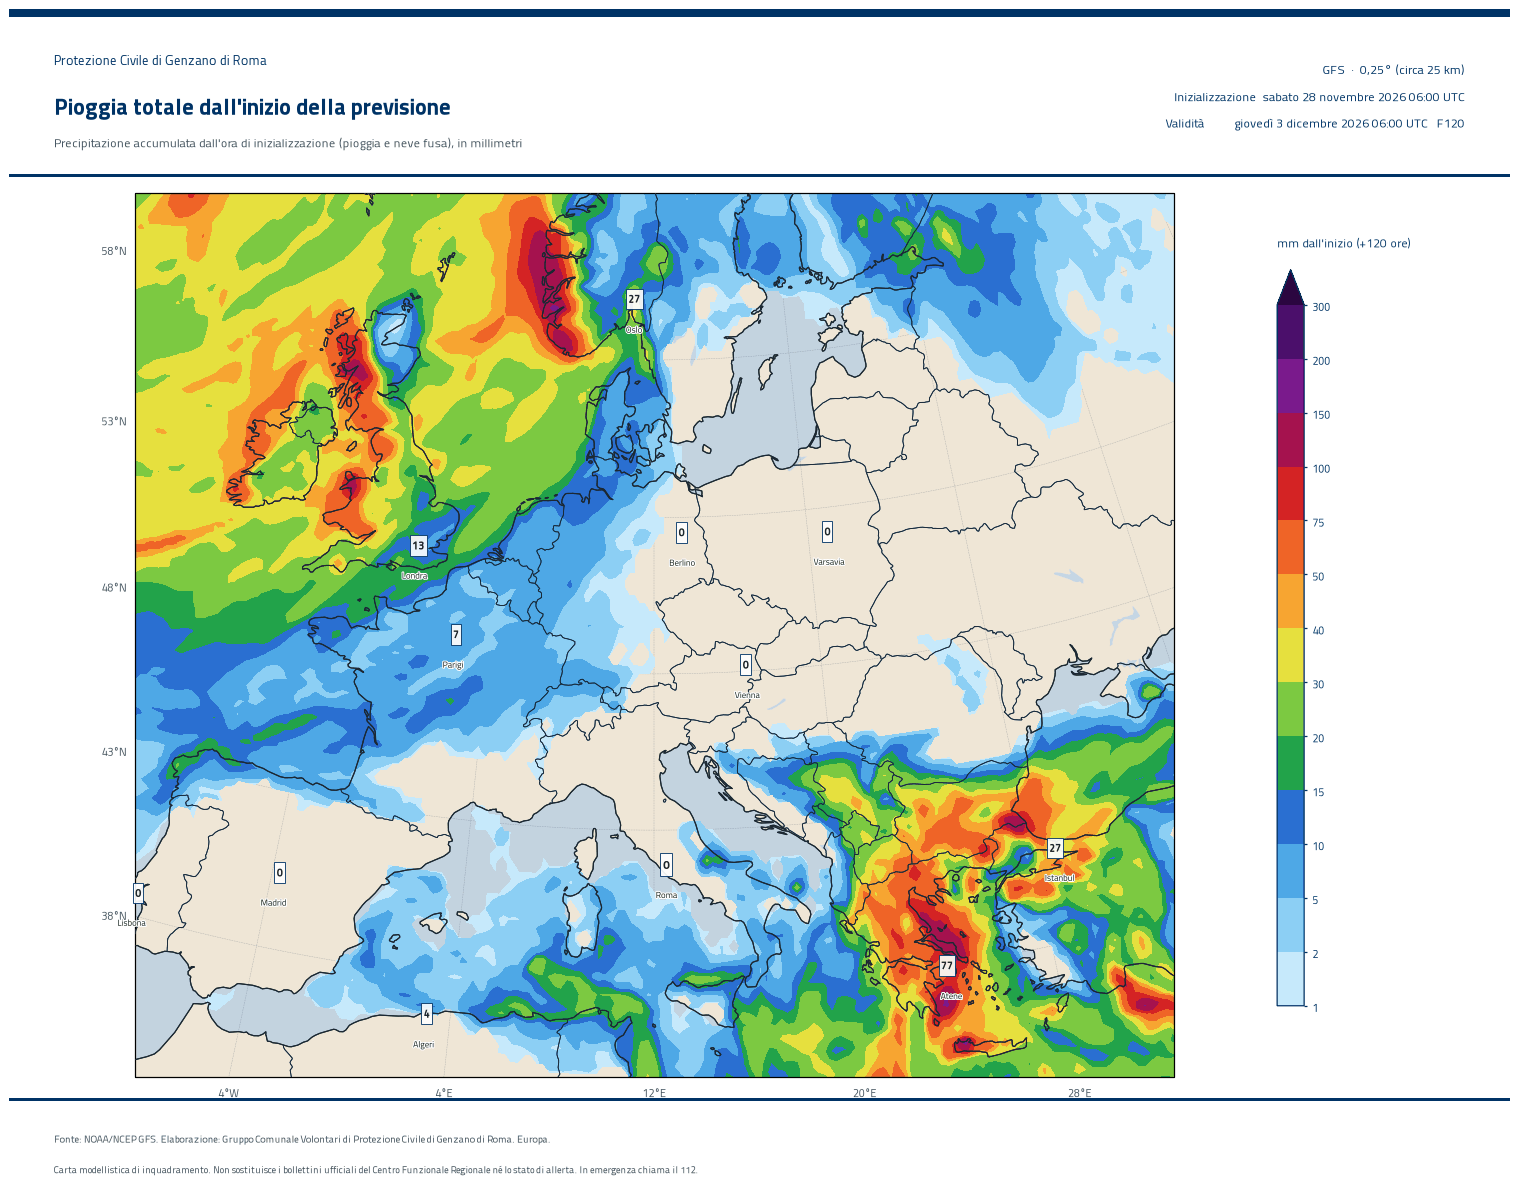 Protezione Civile di Genzano di Roma
Pioggia totale dall'inizio della previsione
Precipitazione accumulata dall'ora di inizializzazione (pioggia e neve fusa), in millimetri
GFS · 0,25° (circa 25 km)
Inizializzazione sabato 28 novembre 2026 06:00 UTC
Validità giovedì 3 dicembre 2026 06:00 UTC F120
58°N
53°N
48°N
43°N
38°N
27
Oslo
13
Londra
0
Berlino
0
Varsavia
7
Parigi
0
Vienna
0
Madrid
0
Lisbona
0
Roma
27
Istanbul
77
Atene
4
Algeri
4°W
4°E
12°E
20°E
28°E
mm dall'inizio (+120 ore)
300
200
150
100
75
50
40
30
20
15
10
5
2
1
Fonte: NOAA/NCEP GFS. Elaborazione: Gruppo Comunale Volontari di Protezione Civile di Genzano di Roma. Europa.
Carta modellistica di inquadramento. Non sostituisce i bollettini ufficiali del Centro Funzionale Regionale né lo stato di allerta. In emergenza chiama il 112.